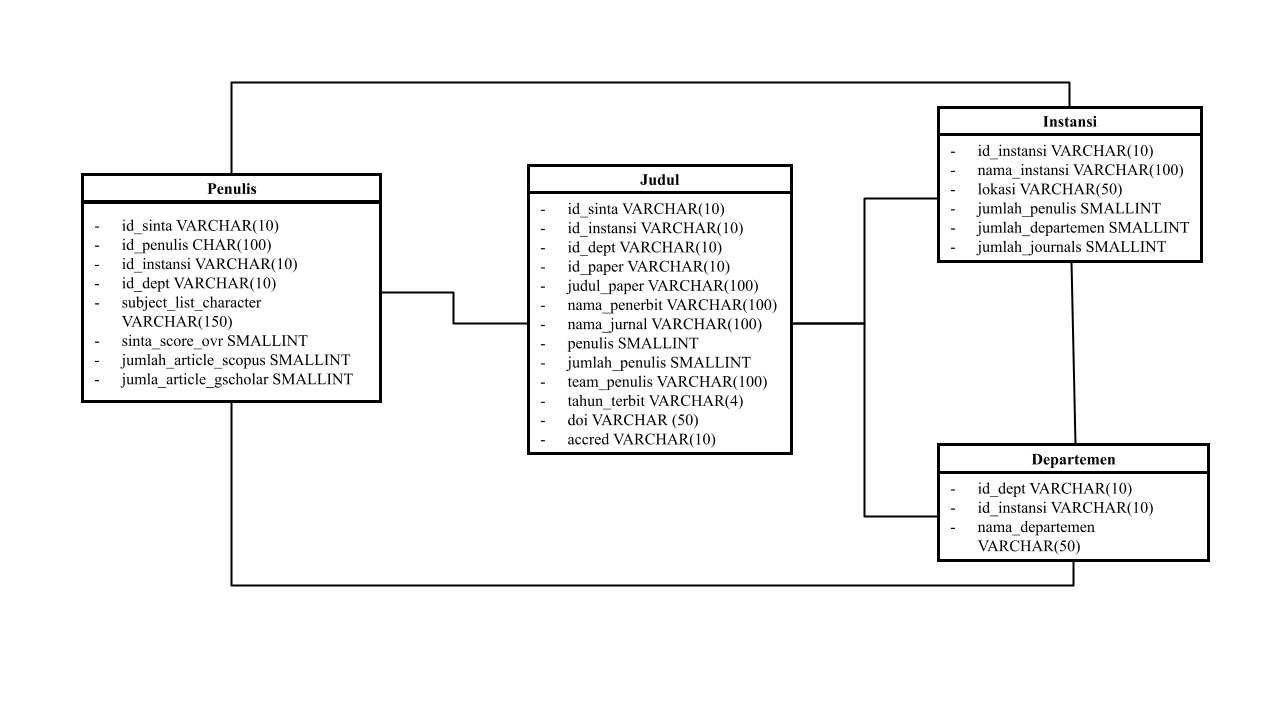 Penulis
- id_sinta VARCHAR(10)
- id_penulis CHAR(100)
- id_instansi VARCHAR(10)
- id_dept VARCHAR(10)
- subject_list_character
VARCHAR(150)
- sinta_score_ovr SMALLINT
- jumlah_article_scopus SMALLINT
- jumla_article_gscholar SMALLINT
Judul
- id_sinta VARCHAR(10)
- id_instansi VARCHAR(10)
- id_dept VARCHAR(10)
- id_paper VARCHAR(10)
- judul_paper VARCHAR(100)
- nama_penerbit VARCHAR(100)
- nama_jurnal VARCHAR(100)
- penulis SMALLINT
- jumlah_penulis SMALLINT
- team_penulis VARCHAR(100)
- tahun_terbit VARCHAR(4)
- doi VARCHAR (50)
- accred VARCHAR(10)
Instansi
- id_instansi VARCHAR(10)
- nama_instansi VARCHAR(100)
- lokasi VARCHAR(50)
- jumlah_penulis SMALLINT
- jumlah_departemen SMALLINT
- jumlah_journals SMALLINT
Departemen
- id_dept VARCHAR(10)
- id_instansi VARCHAR(10)
- nama_departemen
VARCHAR(50)